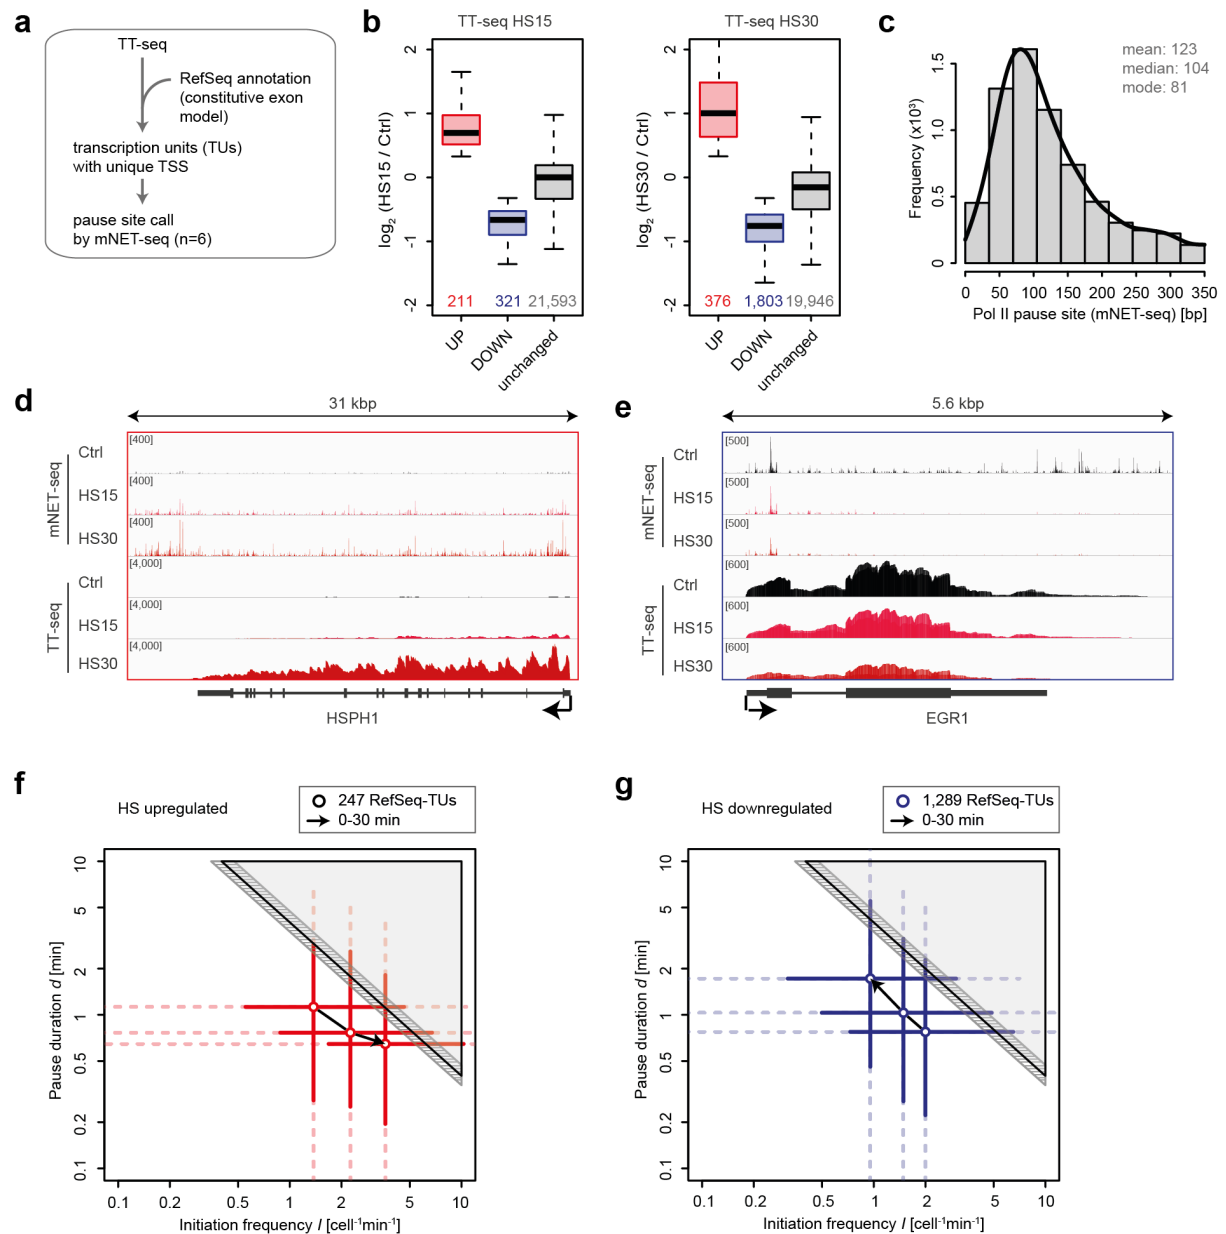 a
TT-seq
RefSeq annotation
(constitutive exon
model)
transcription units (TUs)
with unique TSS
pause site call
by mNET-seq (n=6)
b
TT-seq HS15
log2 (HS15 / Ctrl)
2
1
0
-1
-2
211
321
21,593
UP
DOWN
unchanged
TT-seq HS30
log2 (HS30 / Ctrl)
2
1
0
-1
-2
376
1,803
19,946
UP
DOWN
unchanged
c
mean: 123
median: 104
mode: 81
Frequency (x10³)
1.5
0.5
0
0 50 100 150 200 250 300 350
Pol II pause site (mNET-seq) [bp]
d
31 kbp
mNET-seq
Ctrl
[400]
HS15
[400]
HS30
[400]
TT-seq
Ctrl
[4,000]
HS15
[4,000]
HS30
[4,000]
HSPH1
e
5.6 kbp
mNET-seq
Ctrl
[500]
HS15
[500]
HS30
[500]
TT-seq
Ctrl
[600]
HS15
[600]
HS30
[600]
EGR1
f
HS upregulated
247 RefSeq-TUs
0-30 min
Pause duration d [min]
10
5
2
1
0.5
0.2
0.1
0.1 0.2 0.5 1 2 5 10
Initiation frequency I [cell⁻¹min⁻¹]
g
HS downregulated
1,289 RefSeq-TUs
0-30 min
Pause duration d [min]
10
5
2
1
0.5
0.2
0.1
0.1 0.2 0.5 1 2 5 10
Initiation frequency I [cell⁻¹min⁻¹]